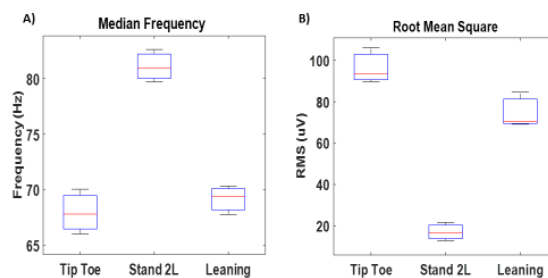 A)
Median Frequency
Frequency (Hz)
80
75
70
65
Tip Toe Stand 2L Leaning
B)
Root Mean Square
RMS (uV)
100
80
60
40
20
Tip Toe Stand 2L Leaning